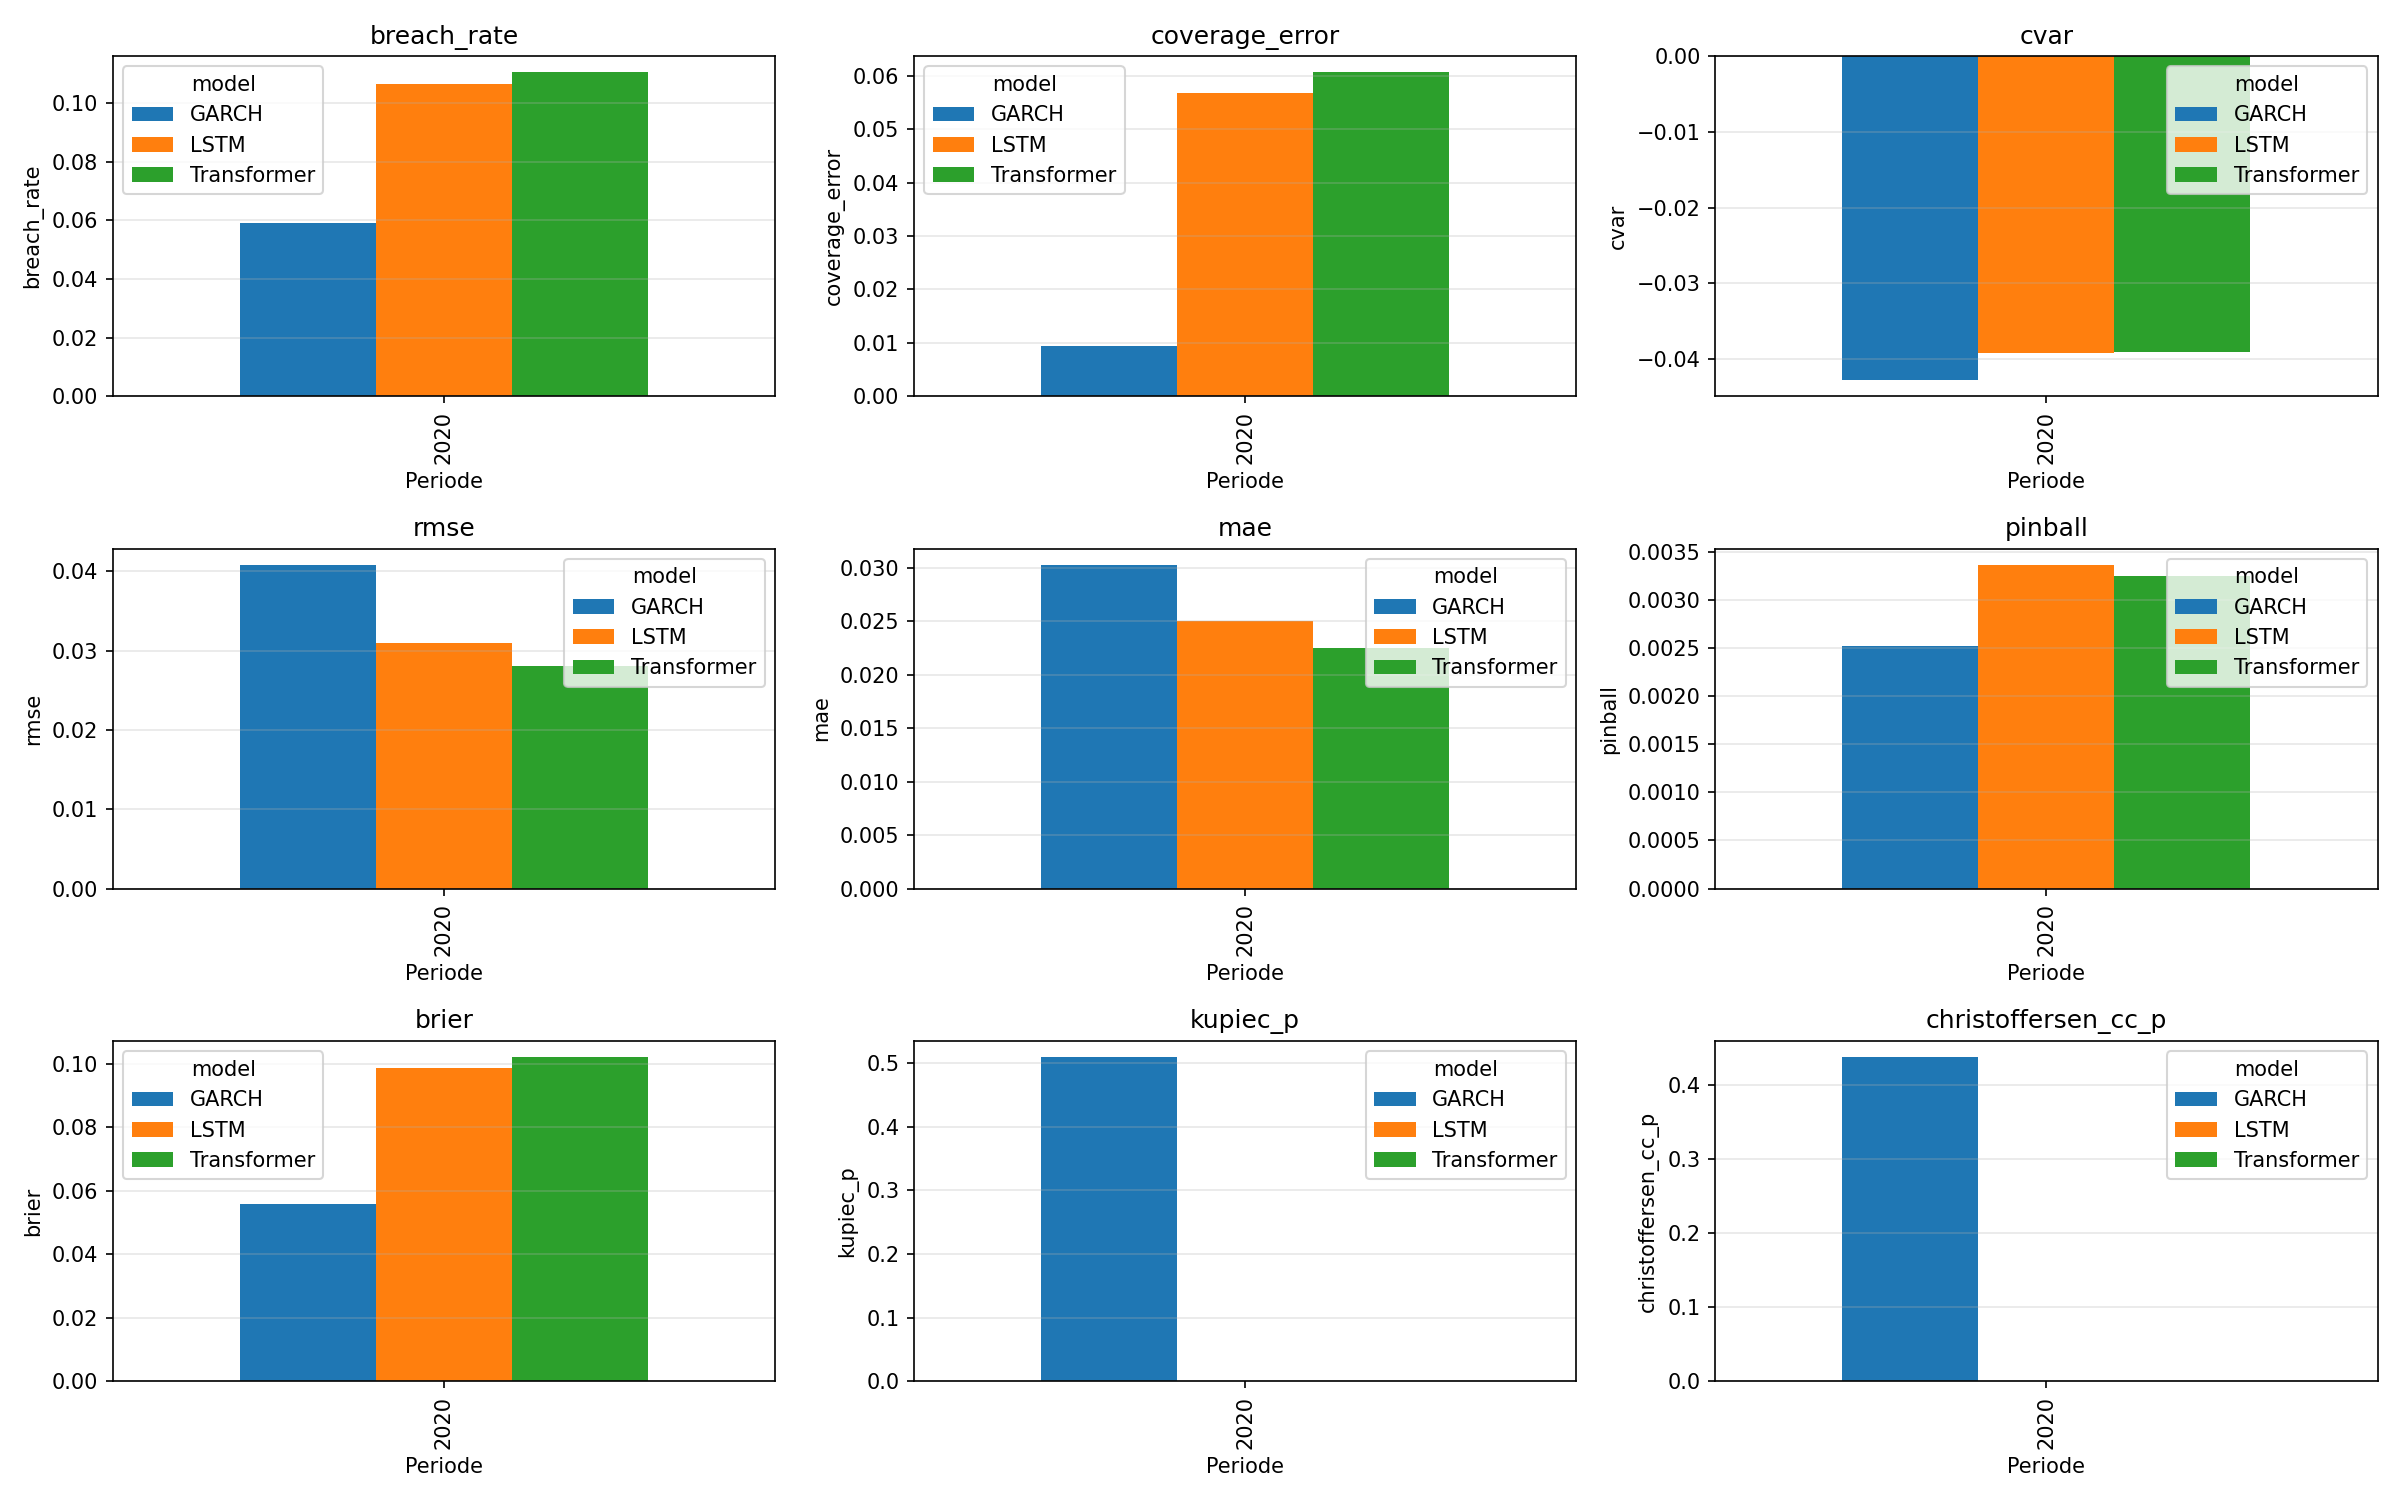 breach_rate
model
GARCH
LSTM
Transformer
0.10
0.08
0.06
0.04
0.02
0.00
breach_rate
2020
Periode
coverage_error
model
GARCH
LSTM
Transformer
0.06
0.05
0.04
0.03
0.02
0.01
0.00
coverage_error
2020
Periode
cvar
model
GARCH
LSTM
Transformer
0.00
−0.01
−0.02
−0.03
−0.04
cvar
2020
Periode
rmse
model
GARCH
LSTM
Transformer
0.04
0.03
0.02
0.01
0.00
rmse
2020
Periode
mae
model
GARCH
LSTM
Transformer
0.030
0.025
0.020
0.015
0.010
0.005
0.000
mae
2020
Periode
pinball
model
GARCH
LSTM
Transformer
0.0035
0.0030
0.0025
0.0020
0.0015
0.0010
0.0005
0.0000
pinball
2020
Periode
brier
model
GARCH
LSTM
Transformer
0.10
0.08
0.06
0.04
0.02
0.00
brier
2020
Periode
kupiec_p
model
GARCH
LSTM
Transformer
0.5
0.4
0.3
0.2
0.1
0.0
kupiec_p
2020
Periode
christoffersen_cc_p
model
GARCH
LSTM
Transformer
0.4
0.3
0.2
0.1
0.0
christoffersen_cc_p
2020
Periode